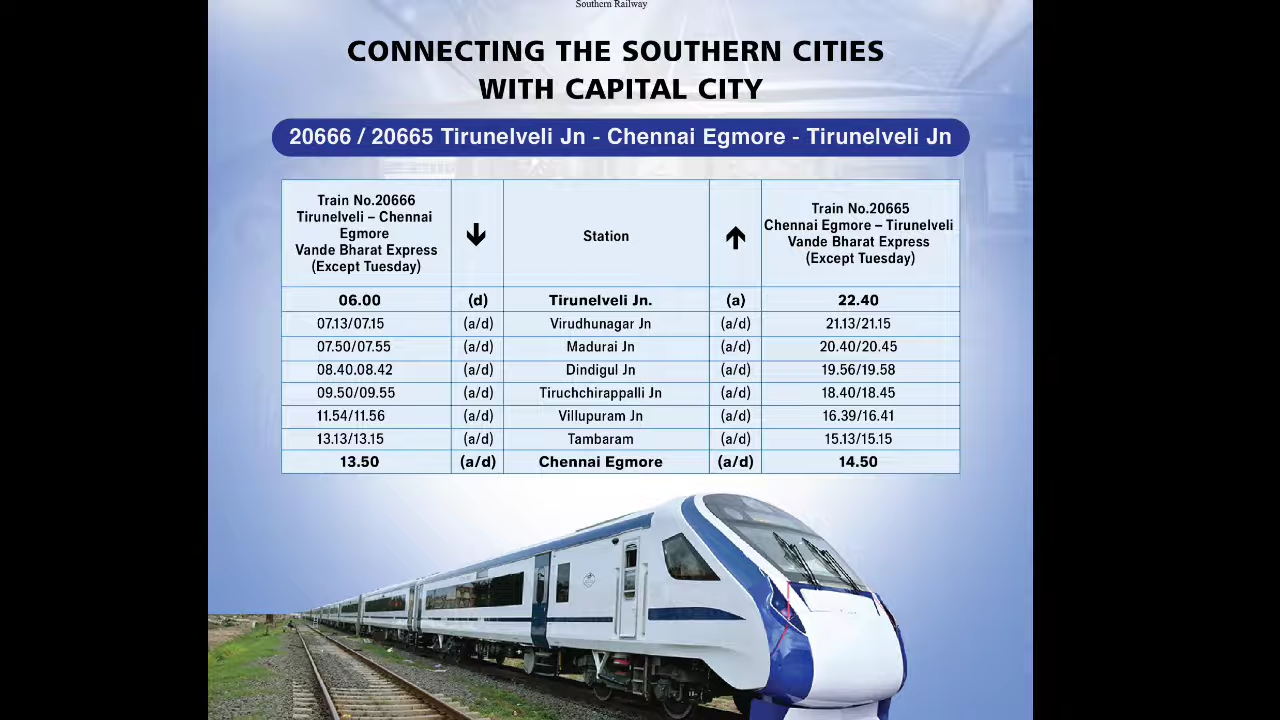 Southern Railway
CONNECTING THE SOUTHERN CITIES
WITH CAPITAL CITY
20666 / 20665 Tirunelveli Jn - Chennai Egmore - Tirunelveli Jn
Train No.20666
Tirunelveli – Chennai
Egmore
Vande Bharat Express
(Except Tuesday)
Station
Train No.20665
Chennai Egmore – Tirunelveli
Vande Bharat Express
(Except Tuesday)
06.00 (d) Tirunelveli Jn. (a) 22.40
07.13/07.15 (a/d) Virudhunagar Jn (a/d) 21.13/21.15
07.50/07.55 (a/d) Madurai Jn (a/d) 20.40/20.45
08.40.08.42 (a/d) Dindigul Jn (a/d) 19.56/19.58
09.50/09.55 (a/d) Tiruchchirappalli Jn (a/d) 18.40/18.45
11.54/11.56 (a/d) Villupuram Jn (a/d) 16.39/16.41
13.13/13.15 (a/d) Tambaram (a/d) 15.13/15.15
13.50 (a/d) Chennai Egmore (a/d) 14.50